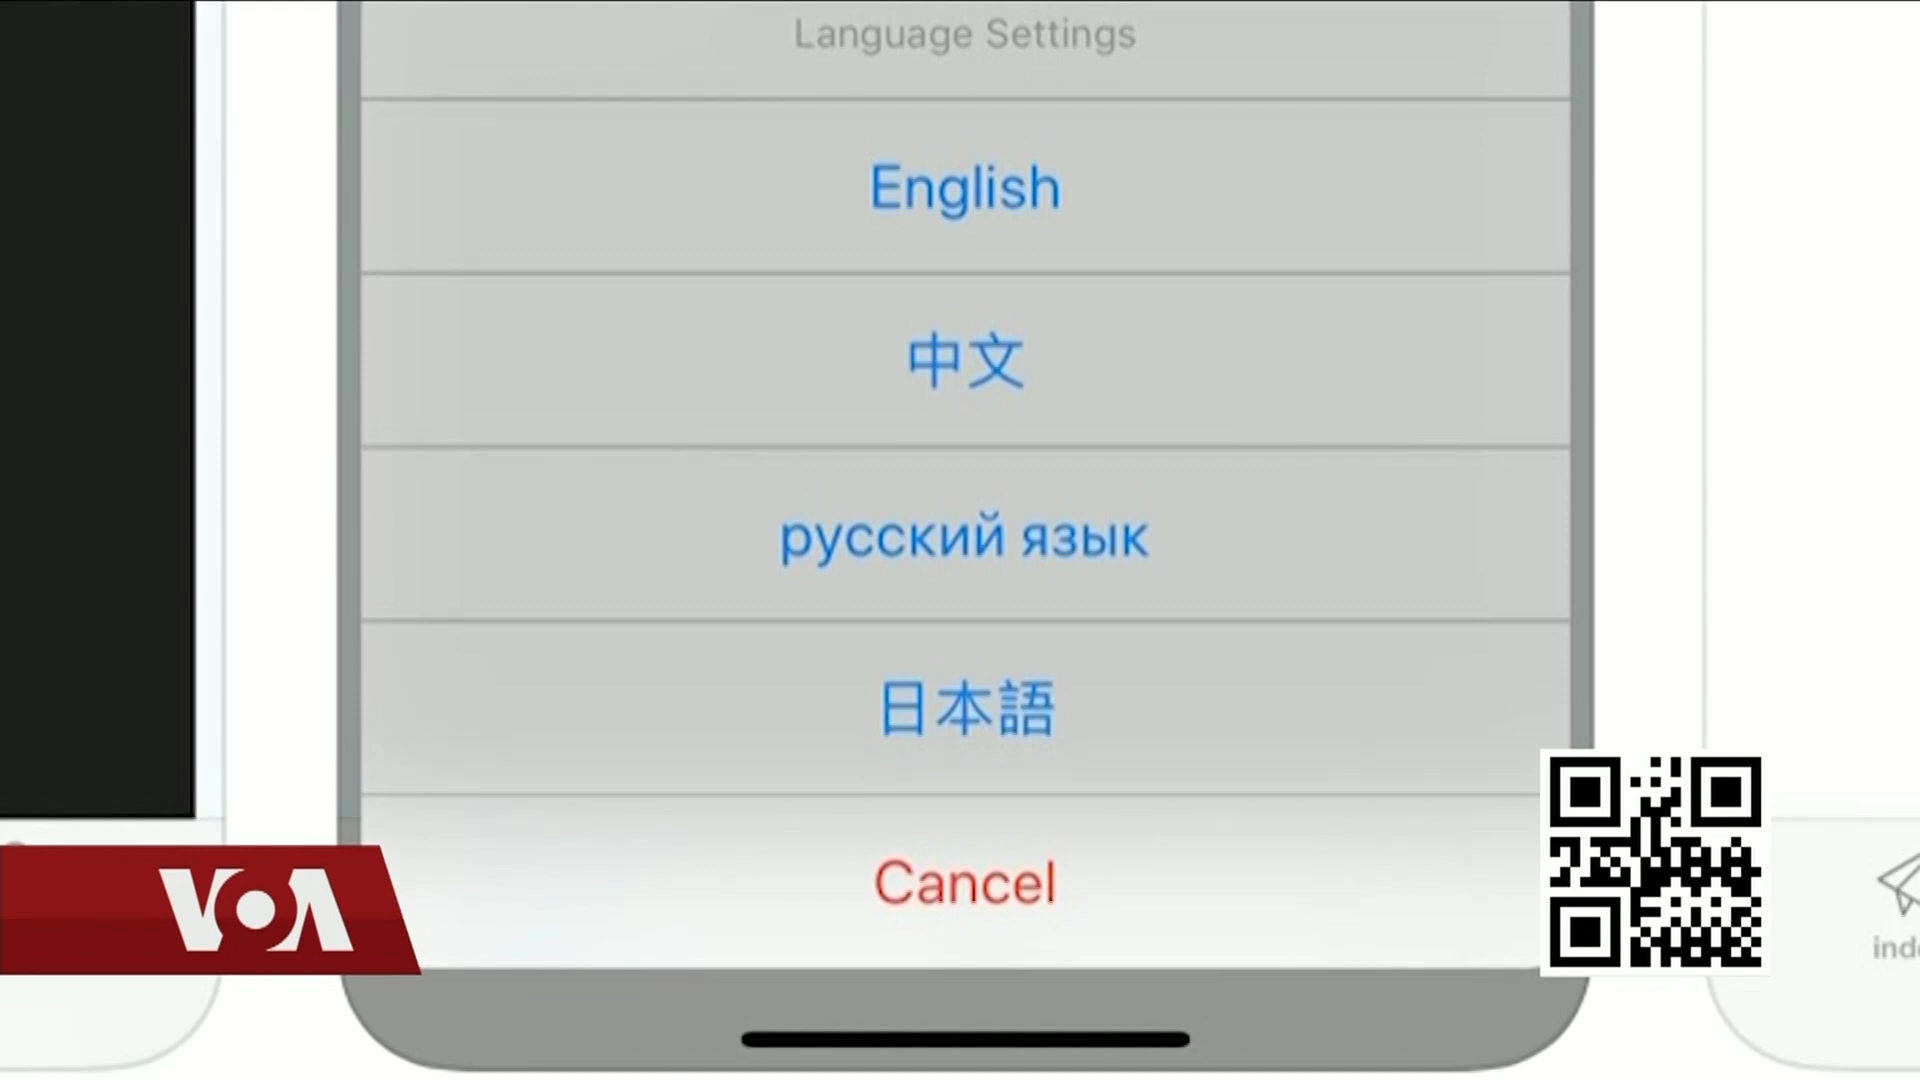 Language Settings
English
中文
русский язык
日本語
Cancel
VOA